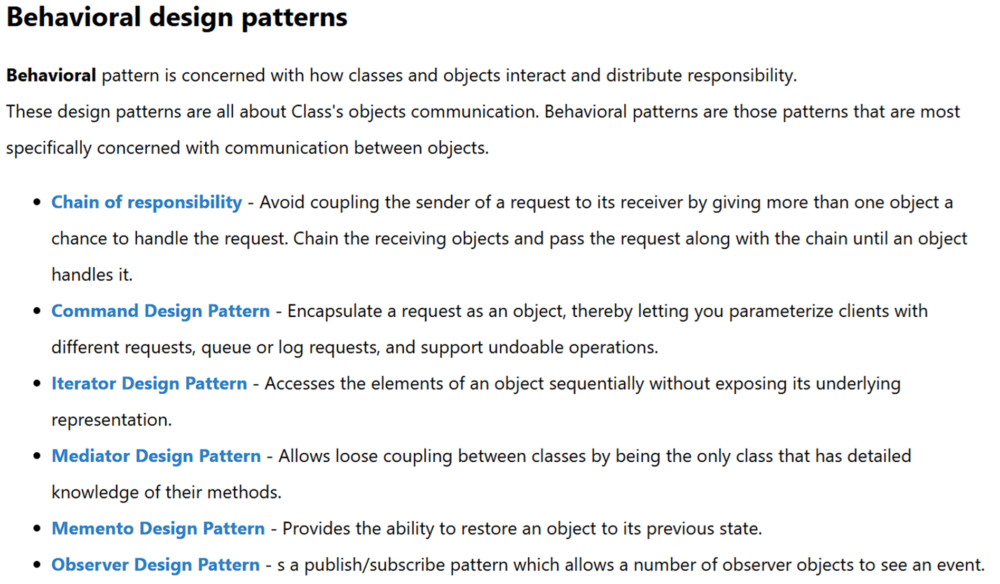 Behavioral design patterns
Behavioral pattern is concerned with how classes and objects interact and distribute responsibility.
These design patterns are all about Class's objects communication. Behavioral patterns are those patterns that are most
specifically concerned with communication between objects.
• Chain of responsibility - Avoid coupling the sender of a request to its receiver by giving more than one object a
chance to handle the request. Chain the receiving objects and pass the request along with the chain until an object
handles it.
• Command Design Pattern - Encapsulate a request as an object, thereby letting you parameterize clients with
different requests, queue or log requests, and support undoable operations.
• Iterator Design Pattern - Accesses the elements of an object sequentially without exposing its underlying
representation.
• Mediator Design Pattern - Allows loose coupling between classes by being the only class that has detailed
knowledge of their methods.
• Memento Design Pattern - Provides the ability to restore an object to its previous state.
• Observer Design Pattern - s a publish/subscribe pattern which allows a number of observer objects to see an event.